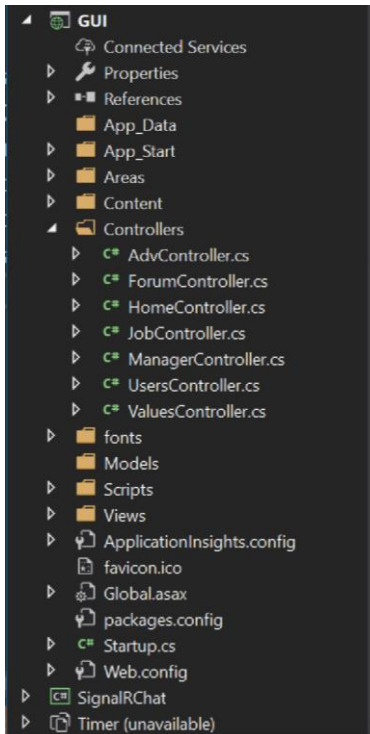 GUI
Connected Services
Properties
References
App_Data
App_Start
Areas
Content
Controllers
C# AdvController.cs
C# ForumController.cs
C# HomeController.cs
C# JobController.cs
C# ManagerController.cs
C# UsersController.cs
C# ValuesController.cs
fonts
Models
Scripts
Views
ApplicationInsights.config
favicon.ico
Global.asax
packages.config
C# Startup.cs
Web.config
C# SignalRChat
Timer (unavailable)